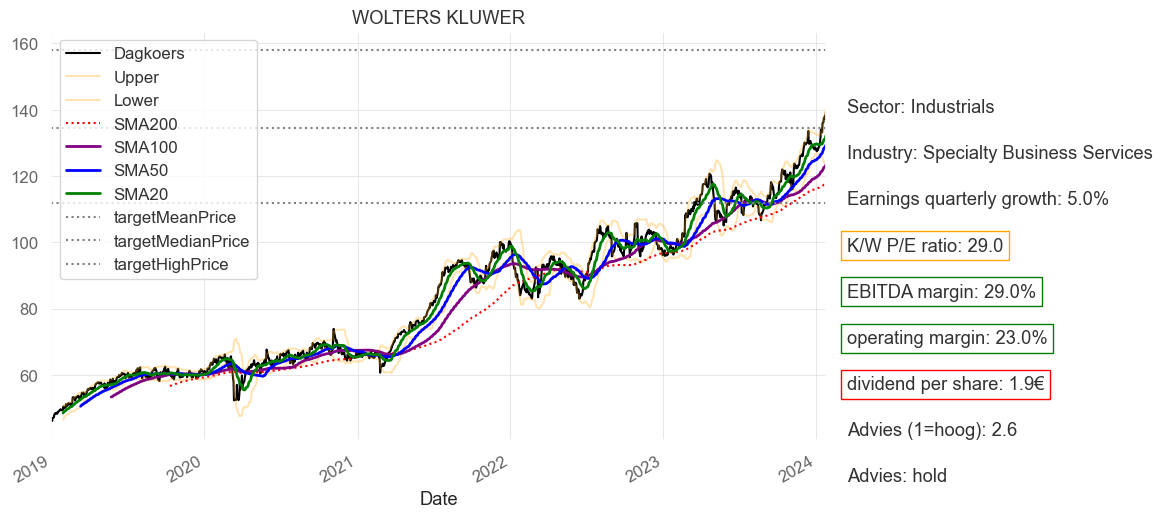 WOLTERS KLUWER
160
140
120
100
80
60
Dagkoers
Upper
Lower
SMA200
SMA100
SMA50
SMA20
targetMeanPrice
targetMedianPrice
targetHighPrice
2019
2020
2021
2022
2023
2024
Date
Sector: Industrials
Industry: Specialty Business Services
Earnings quarterly growth: 5.0%
K/W P/E ratio: 29.0
EBITDA margin: 29.0%
operating margin: 23.0%
dividend per share: 1.9€
Advies (1=hoog): 2.6
Advies: hold